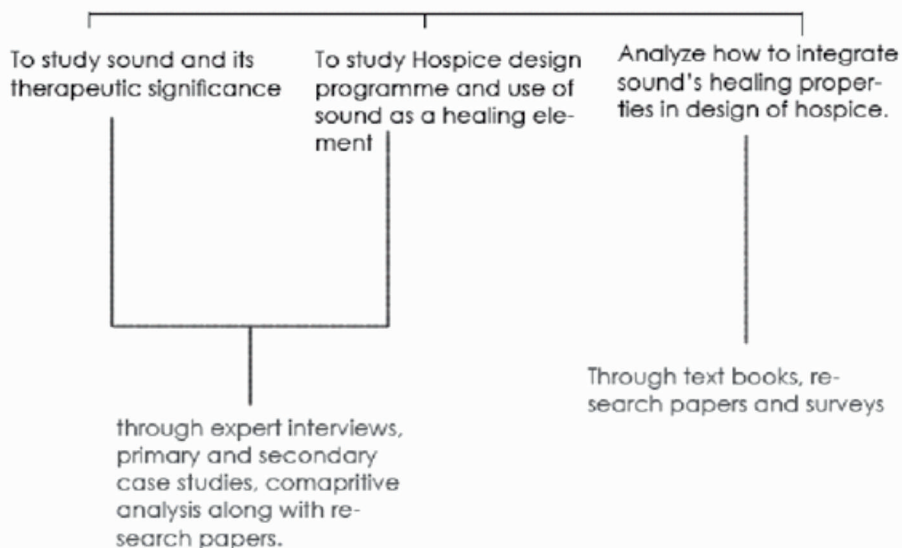 To study sound and its
therapeutic significance
To study Hospice design
programme and use of
sound as a healing ele-
ment
Analyze how to integrate
sound's healing proper-
ties in design of hospice.
through expert interviews,
primary and secondary
case studies, comapritive
analysis along with re-
search papers.
Through text books, re-
search papers and surveys